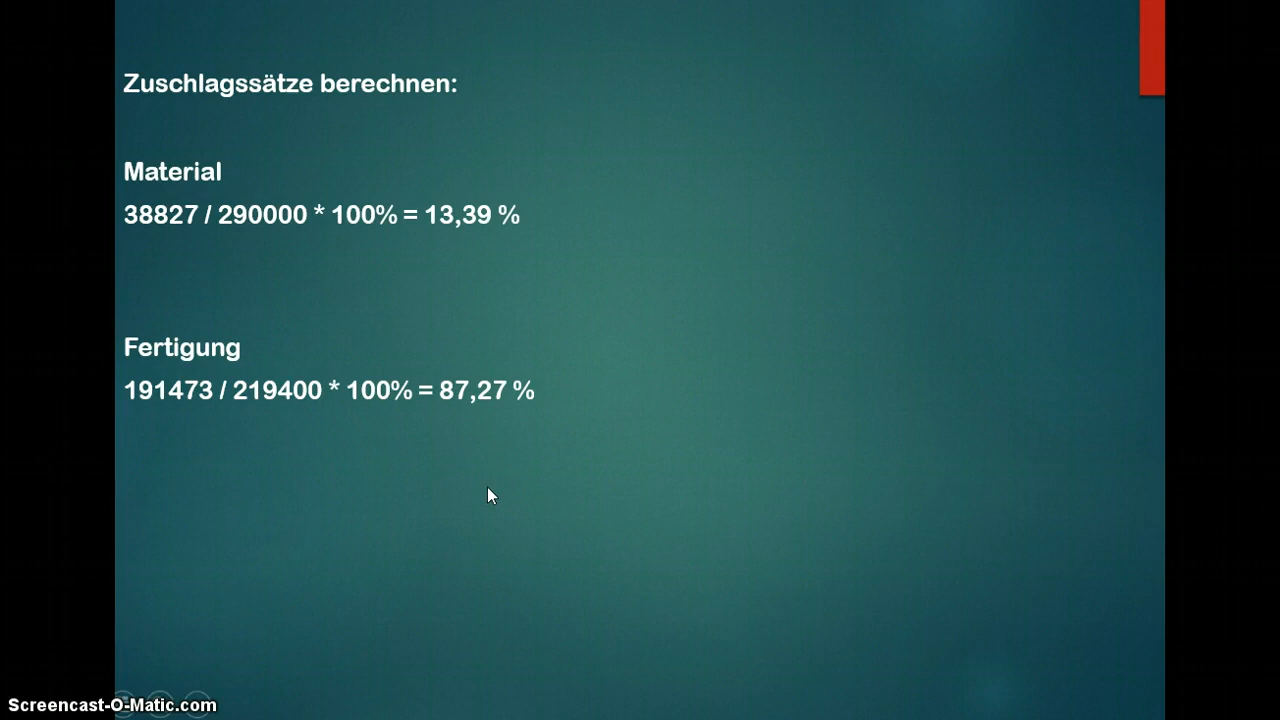 Zuschlagssätze berechnen:
Material
38827 / 290000 * 100% = 13,39 %
Fertigung
191473 / 219400 * 100% = 87,27 %
Screencast-O-Matic.com